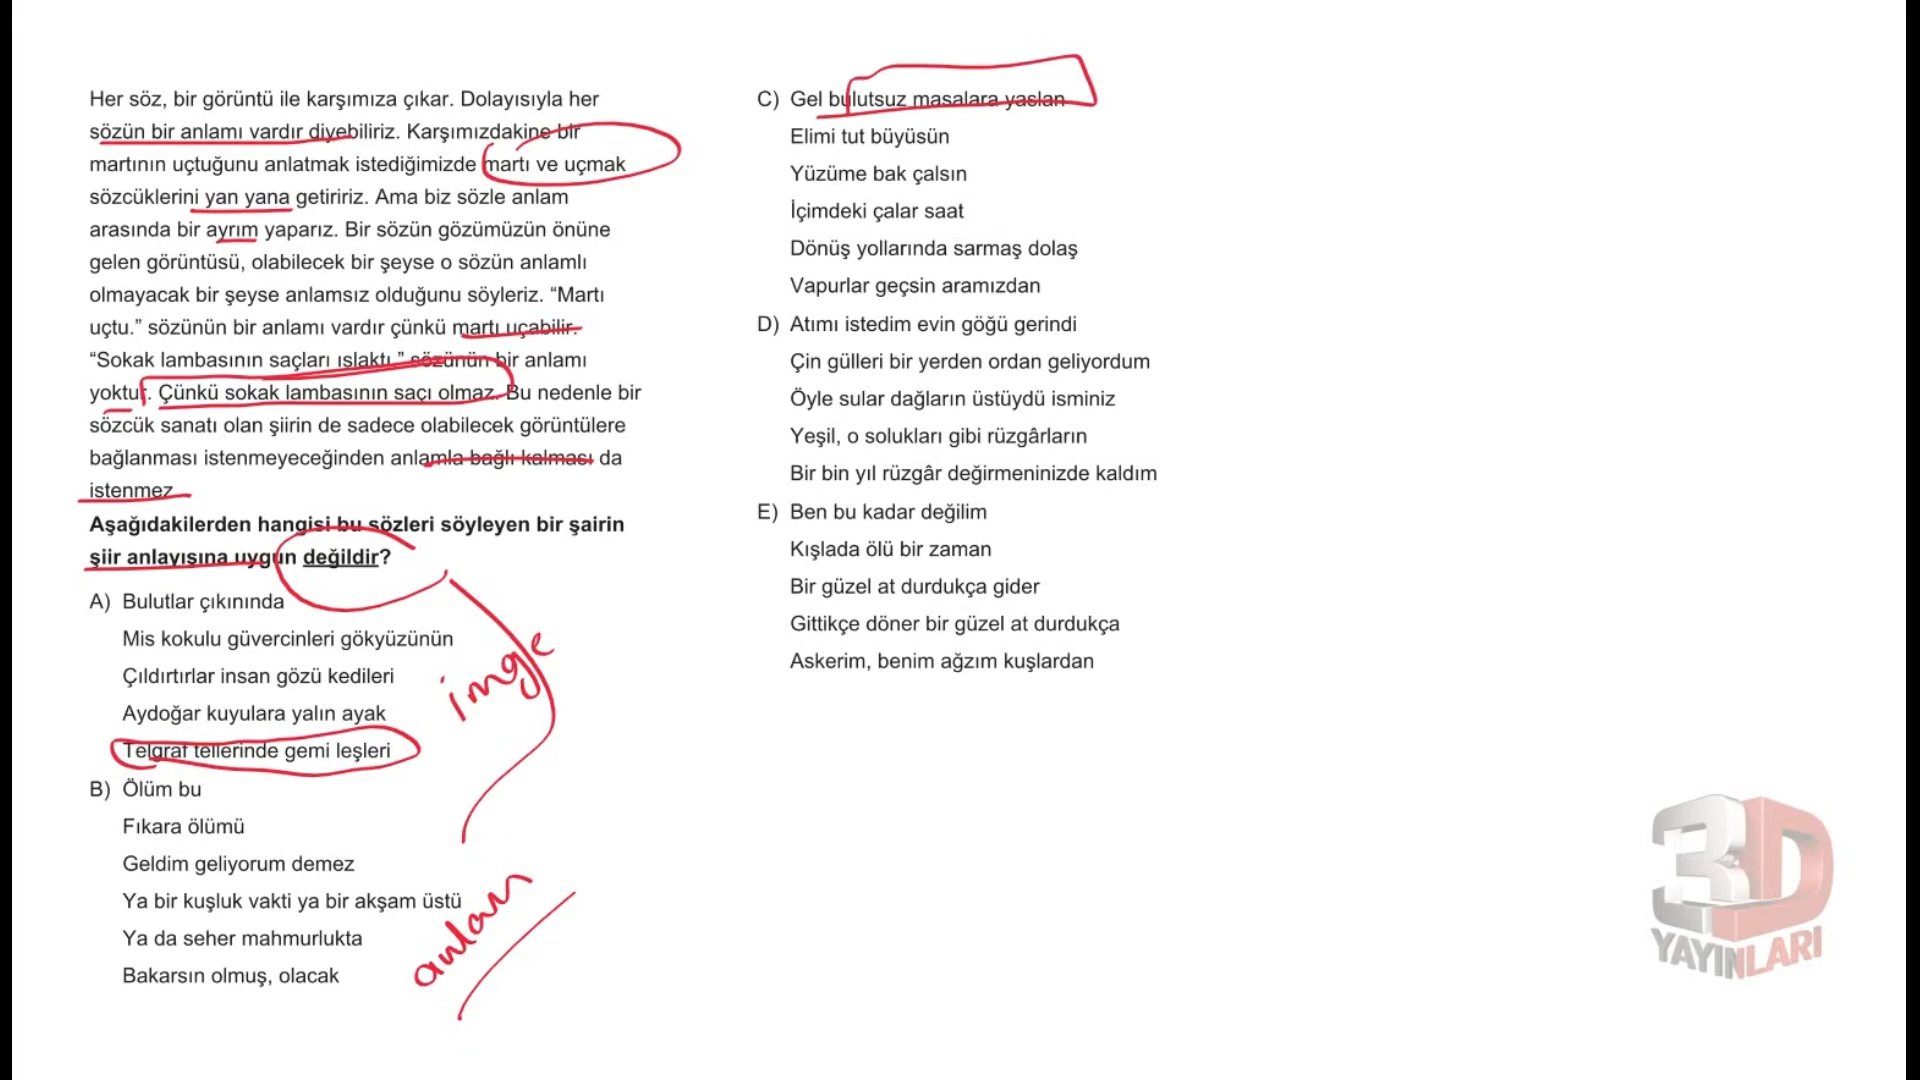 Her söz, bir görüntü ile karşımıza çıkar. Dolayısıyla her
sözün bir anlamı vardır diyebiliriz. Karşımızdakine bir
martının uçtuğunu anlatmak istediğimizde martı ve uçmak
sözcüklerini yan yana getiririz. Ama biz sözle anlam
arasında bir ayrım yaparız. Bir sözün gözümüzün önüne
gelen görüntüsü, olabilecek bir şeyse o sözün anlamlı
olmayacak bir şeyse anlamsız olduğunu söyleriz. “Martı
uçtu.” sözünün bir anlamı vardır çünkü martı uçabilir.
“Sokak lambasının saçları ıslaktı.” sözünün bir anlamı
yoktur. Çünkü sokak lambasının saçı olmaz. Bu nedenle bir
sözcük sanatı olan şiirin de sadece olabilecek görüntülere
bağlanması istenmeyeceğinden anlamla bağlı kalması da
istenmez.
Aşağıdakilerden hangisi bu sözleri söyleyen bir şairin
şiir anlayışına uygun değildir?
A) Bulutlar çıkınında
Mis kokulu güvercinleri gökyüzünün
Çıldırtırlar insan gözü kedileri
Aydoğar kuyulara yalın ayak
Telgraf tellerinde gemi leşleri
imge
B) Ölüm bu
Fıkara ölümü
Geldim geliyorum demez
Ya bir kuşluk vakti ya bir akşam üstü
Ya da seher mahmurlukta
Bakarsın olmuş, olacak
anlam
C) Gel bulutsuz masalara yaslan
Elimi tut büyüsün
Yüzüme bak çalsın
İçimdeki çalar saat
Dönüş yollarında sarmaş dolaş
Vapurlar geçsin aramızdan
D) Atımı istedim evin göğü gerindi
Çin gülleri bir yerden ordan geliyordum
Öyle sular dağların üstüydü isminiz
Yeşil, o solukları gibi rüzgârların
Bir bin yıl rüzgâr değirmeninizde kaldım
E) Ben bu kadar değilim
Kışlada ölü bir zaman
Bir güzel at durdukça gider
Gittikçe döner bir güzel at durdukça
Askerim, benim ağzım kuşlardan
3D
YAYINLARI